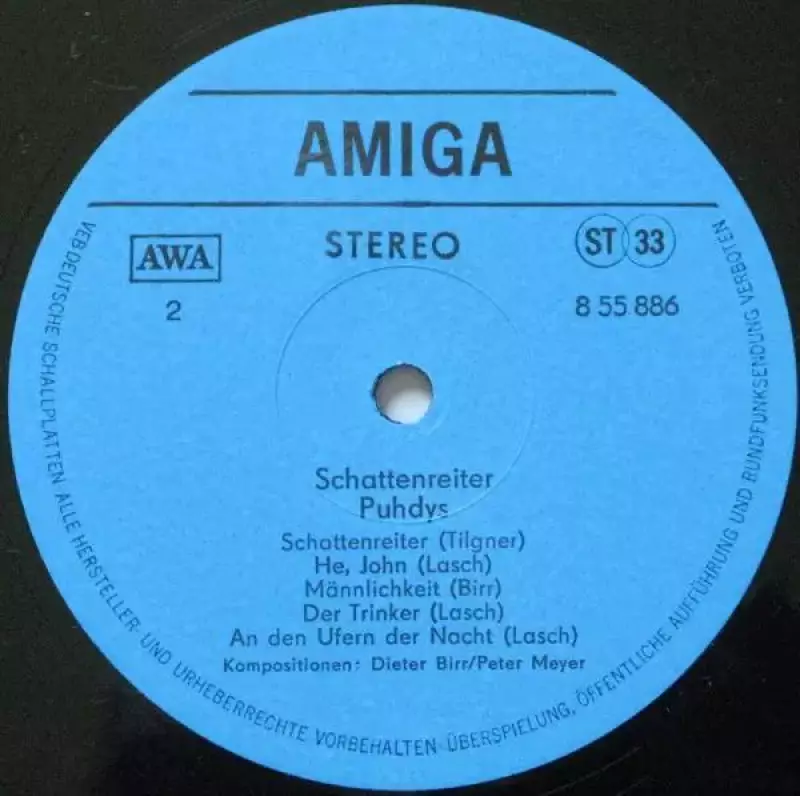 AMIGA
AWA
STEREO
ST 33
2
8 55 886
Schattenreiter
Puhdys
Schattenreiter (Tilgner)
He, John (Lasch)
Männlichkeit (Birr)
Der Trinker (Lasch)
An den Ufern der Nacht (Lasch)
Kompositionen: Dieter Birr/Peter Meyer
VEB DEUTSCHE SCHALLPLATTEN ALLE HERSTELLER- UND URHEBERRECHTE VORBEHALTEN·ÜBERSPIELUNG, ÖFFENTLICHE AUFFÜHRUNG UND RUNDFUNKSENDUNG VERBOTEN